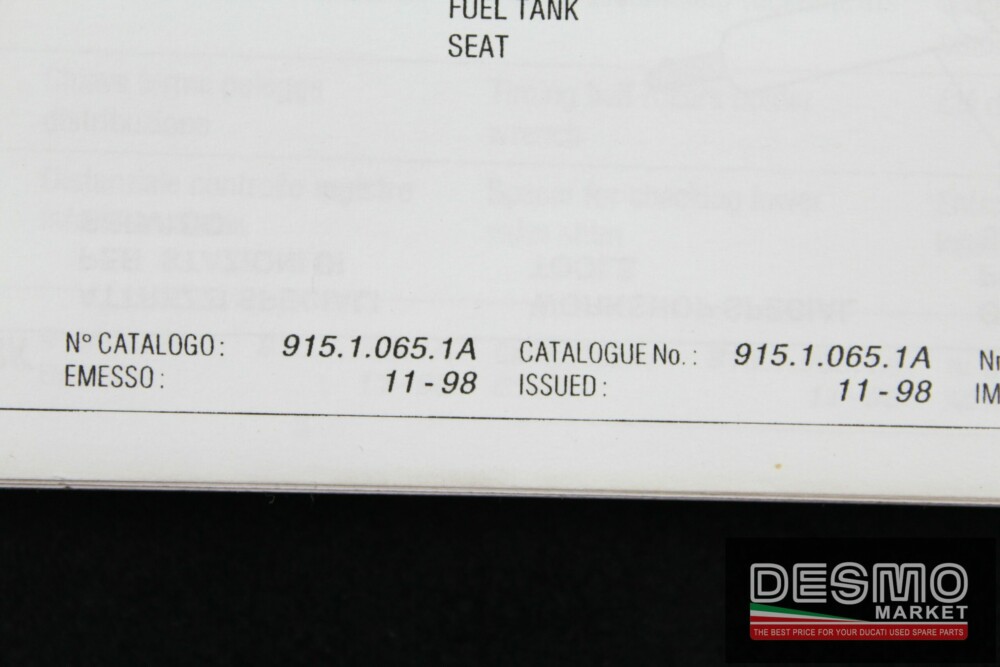 FUEL TANK
SEAT
N° CATALOGO: 915.1.065.1A CATALOGUE No.: 915.1.065.1A
EMESSO: 11-98 ISSUED: 11-98 IM
DESMO
MARKET
THE BEST PRICE FOR YOUR DUCATI USED SPARE PARTS